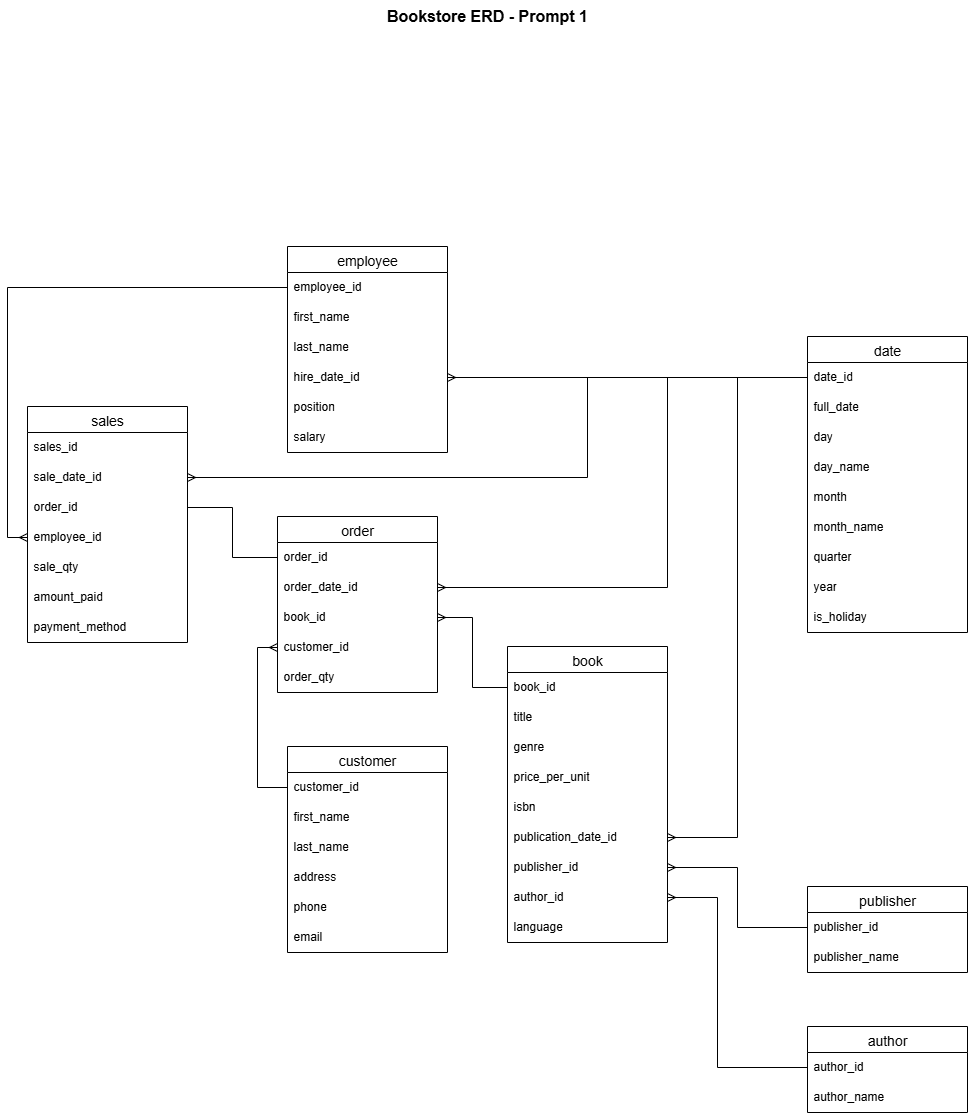 Bookstore ERD - Prompt 1
employee
employee_id
first_name
last_name
hire_date_id
position
salary
date
date_id
full_date
day
day_name
month
month_name
quarter
year
is_holiday
sales
sales_id
sale_date_id
order_id
employee_id
sale_qty
amount_paid
payment_method
order
order_id
order_date_id
book_id
customer_id
order_qty
book
book_id
title
genre
price_per_unit
isbn
publication_date_id
publisher_id
author_id
language
customer
customer_id
first_name
last_name
address
phone
email
publisher
publisher_id
publisher_name
author
author_id
author_name